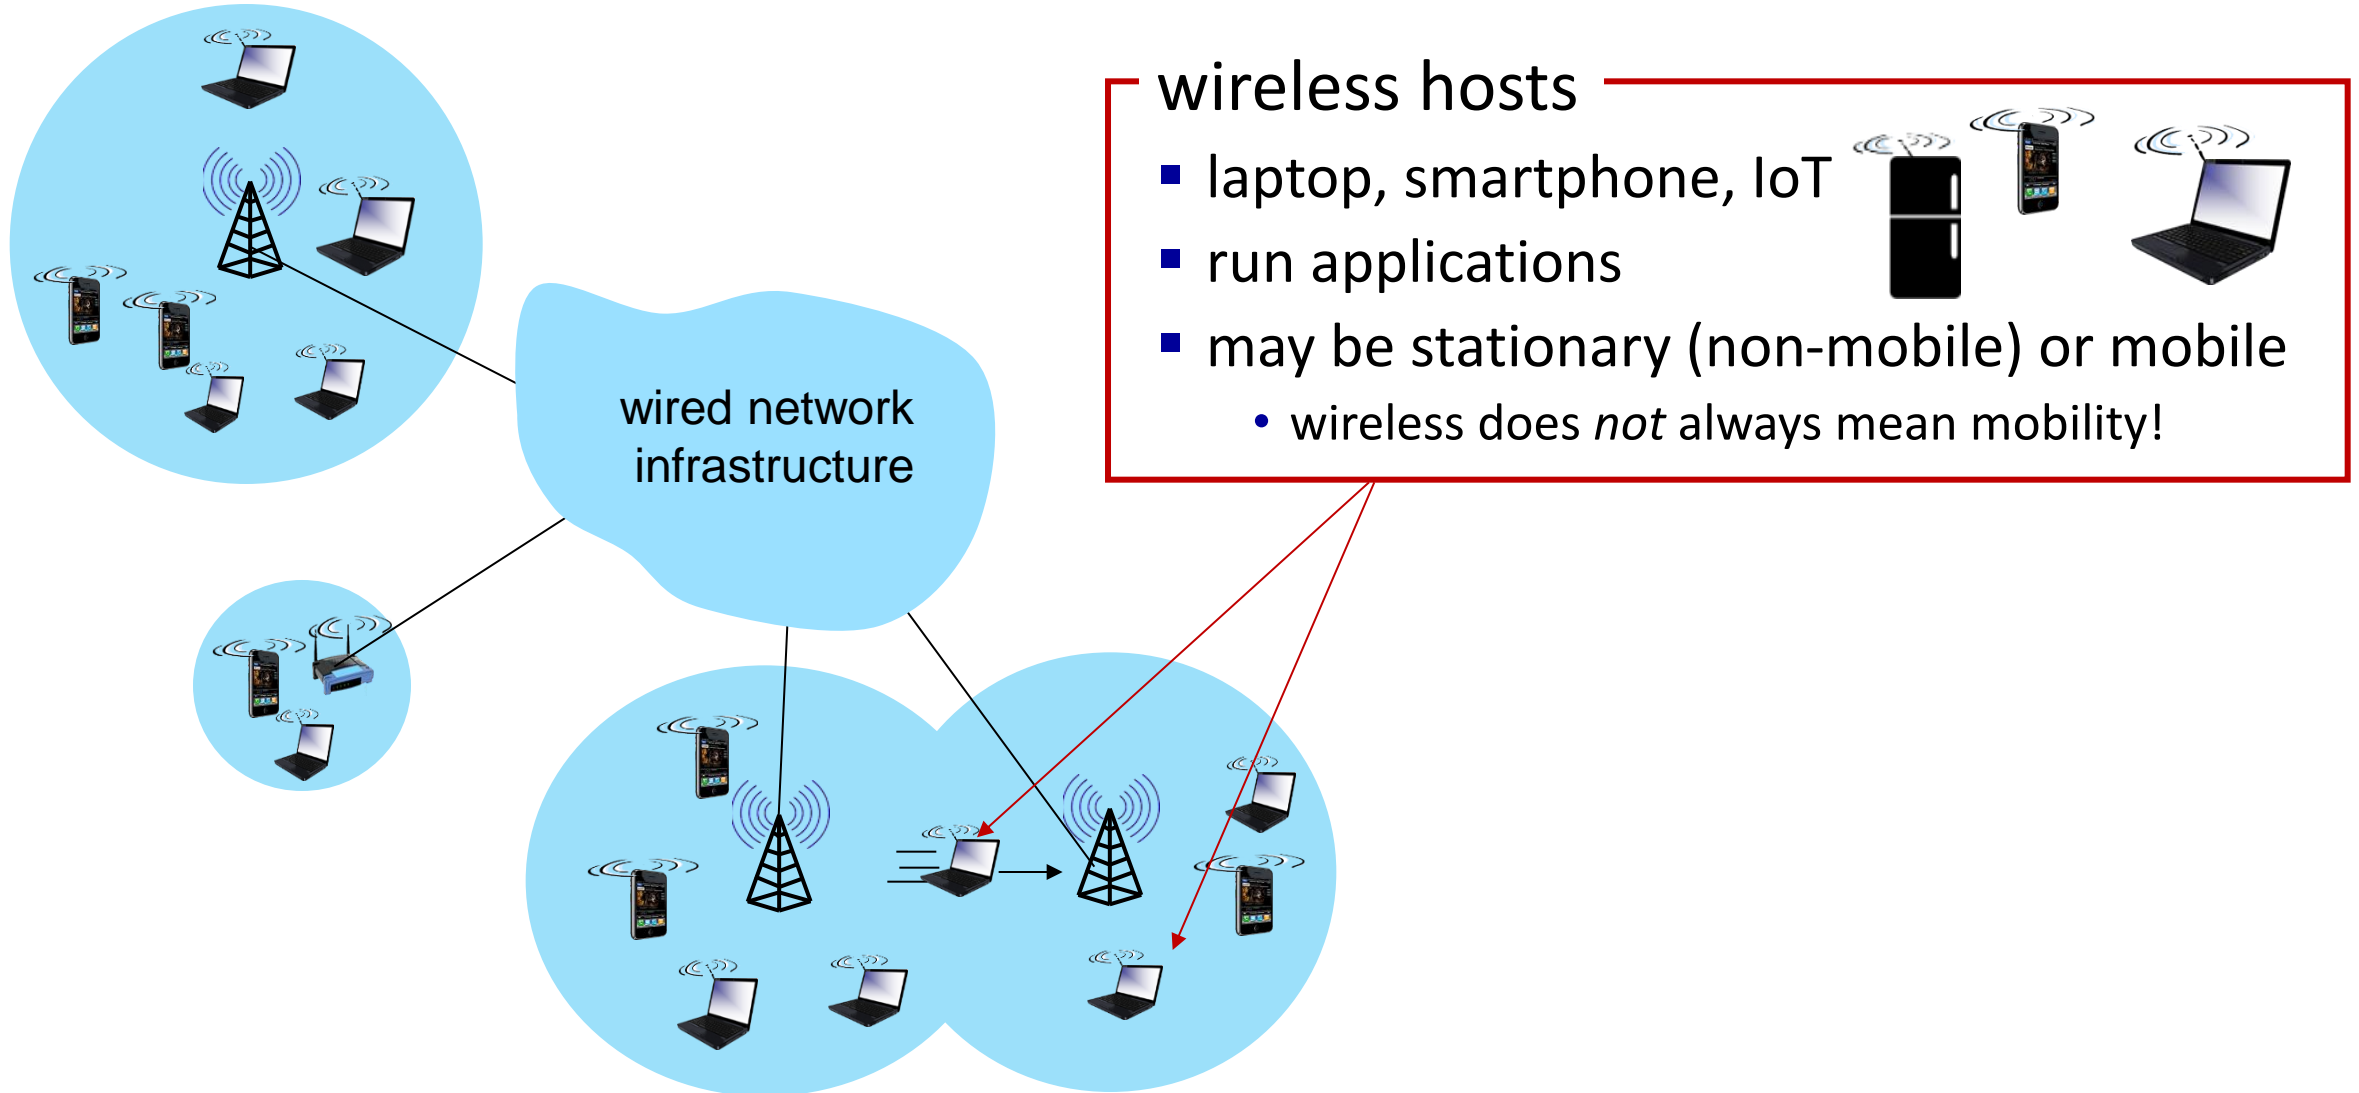 wireless hosts
▪ laptop, smartphone, IoT
▪ run applications
▪ may be stationary (non-mobile) or mobile
• wireless does not always mean mobility!
wired network
infrastructure